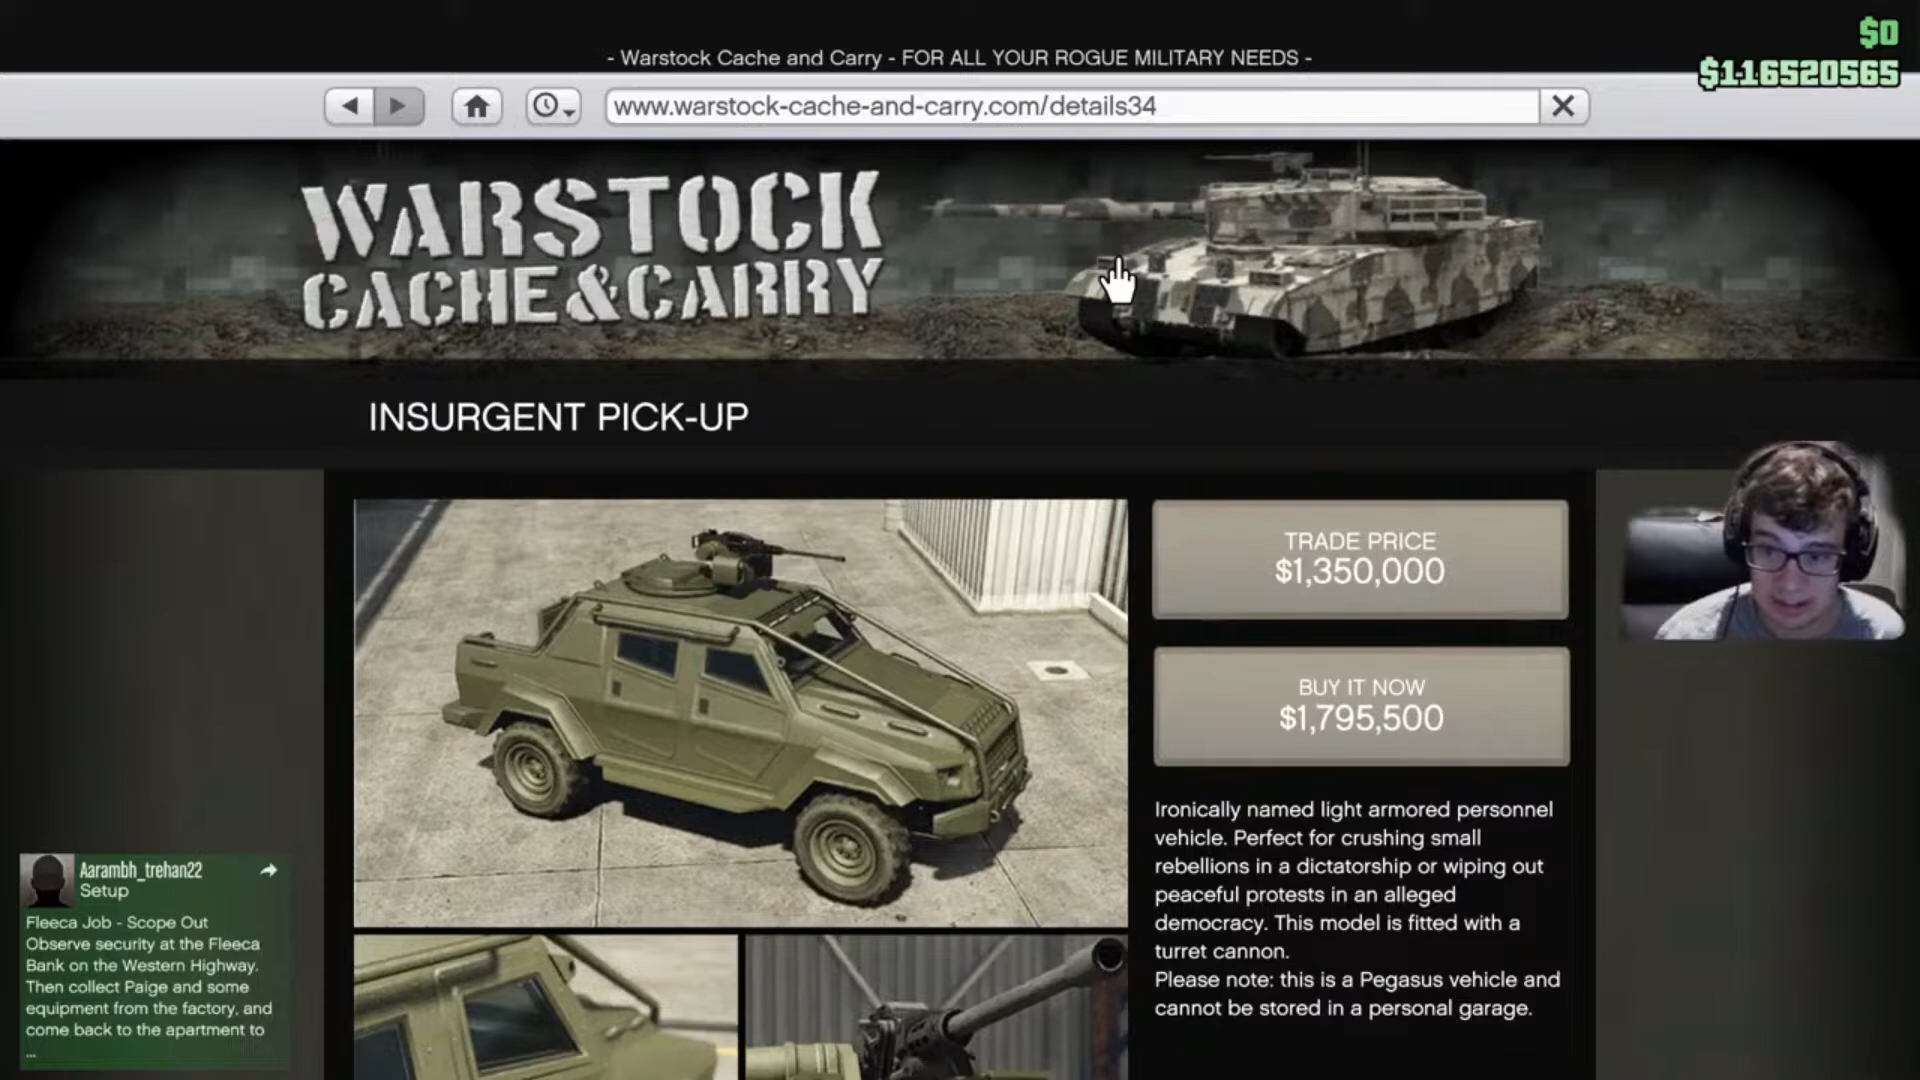 $0
- Warstock Cache and Carry - FOR ALL YOUR ROGUE MILITARY NEEDS -
$116520565
www.warstock-cache-and-carry.com/details34
WARSTOCK
CACHE&CARRY
INSURGENT PICK-UP
TRADE PRICE
$1,350,000
BUY IT NOW
$1,795,500
Ironically named light armored personnel
vehicle. Perfect for crushing small
rebellions in a dictatorship or wiping out
peaceful protests in an alleged
democracy. This model is fitted with a
turret cannon.
Please note: this is a Pegasus vehicle and
cannot be stored in a personal garage.
Aarambh_trehan22
Setup
Fleeca Job - Scope Out
Observe security at the Fleeca
Bank on the Western Highway.
Then collect Paige and some
equipment from the factory, and
come back to the apartment to
...